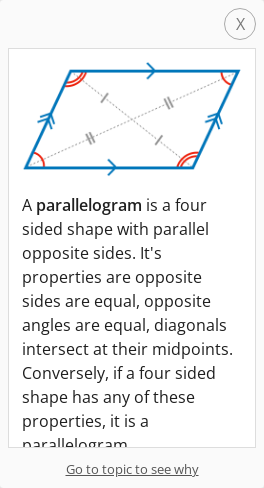 X
A parallelogram is a four
sided shape with parallel
opposite sides. It's
properties are opposite
sides are equal, opposite
angles are equal, diagonals
intersect at their midpoints.
Conversely, if a four sided
shape has any of these
properties, it is a
parallelogram
Go to topic to see why